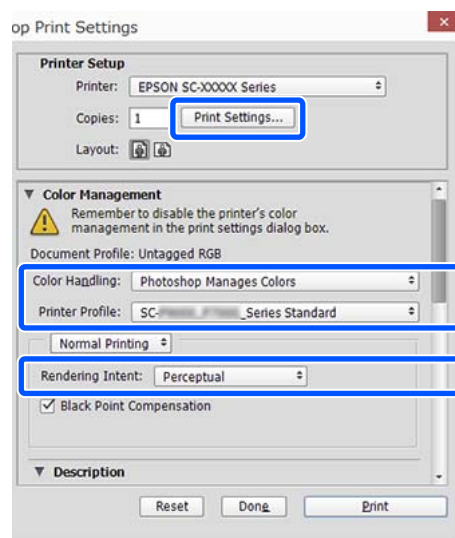 op Print Settings
Printer Setup
Printer: EPSON SC-XXXXX Series
Copies: 1 Print Settings...
Layout:
Color Management
Remember to disable the printer's color
management in the print settings dialog box.
Document Profile: Untagged RGB
Color Handling: Photoshop Manages Colors
Printer Profile: SC- _Series Standard
Normal Printing
Rendering Intent: Perceptual
Black Point Compensation
Description
Reset Done Print